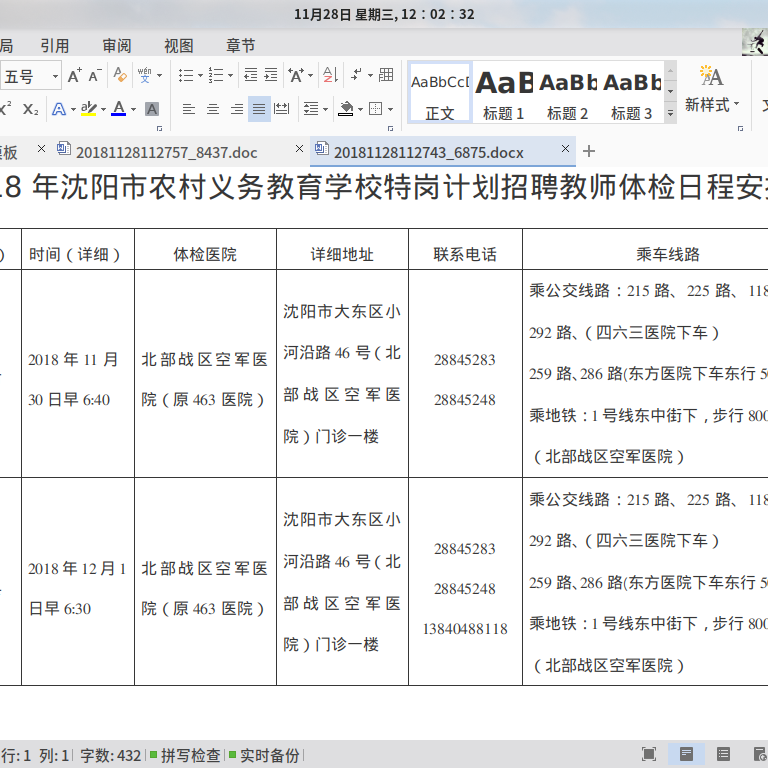 11月28日 星期三, 12：02：32
局 引用 审阅 视图 章节
五号
AaBbCcD AaB AaBb AaBb
正文 标题 1 标题 2 标题 3 新样式
模板 20181128112757_8437.doc 20181128112743_6875.docx
18 年沈阳市农村义务教育学校特岗计划招聘教师体检日程安排
） 时间（详细） 体检医院 详细地址 联系电话 乘车线路
2018 年 11 月
30 日早 6:40
北部战区空军医
院（原 463 医院）
沈阳市大东区小
河沿路 46 号（北
部战区空军医
院）门诊一楼
28845283
28845248
乘公交线路：215 路、 225 路、 118
292 路、（四六三医院下车）
259 路、286 路(东方医院下车东行 50
乘地铁：1 号线东中街下，步行 800
（北部战区空军医院）
2018 年 12 月 1
日早 6:30
北部战区空军医
院（原 463 医院）
沈阳市大东区小
河沿路 46 号（北
部战区空军医
院）门诊一楼
28845283
28845248
13840488118
乘公交线路：215 路、 225 路、 118
292 路、（四六三医院下车）
259 路、286 路(东方医院下车东行 50
乘地铁：1 号线东中街下，步行 800
（北部战区空军医院）
行: 1 列: 1 字数: 432 拼写检查 实时备份